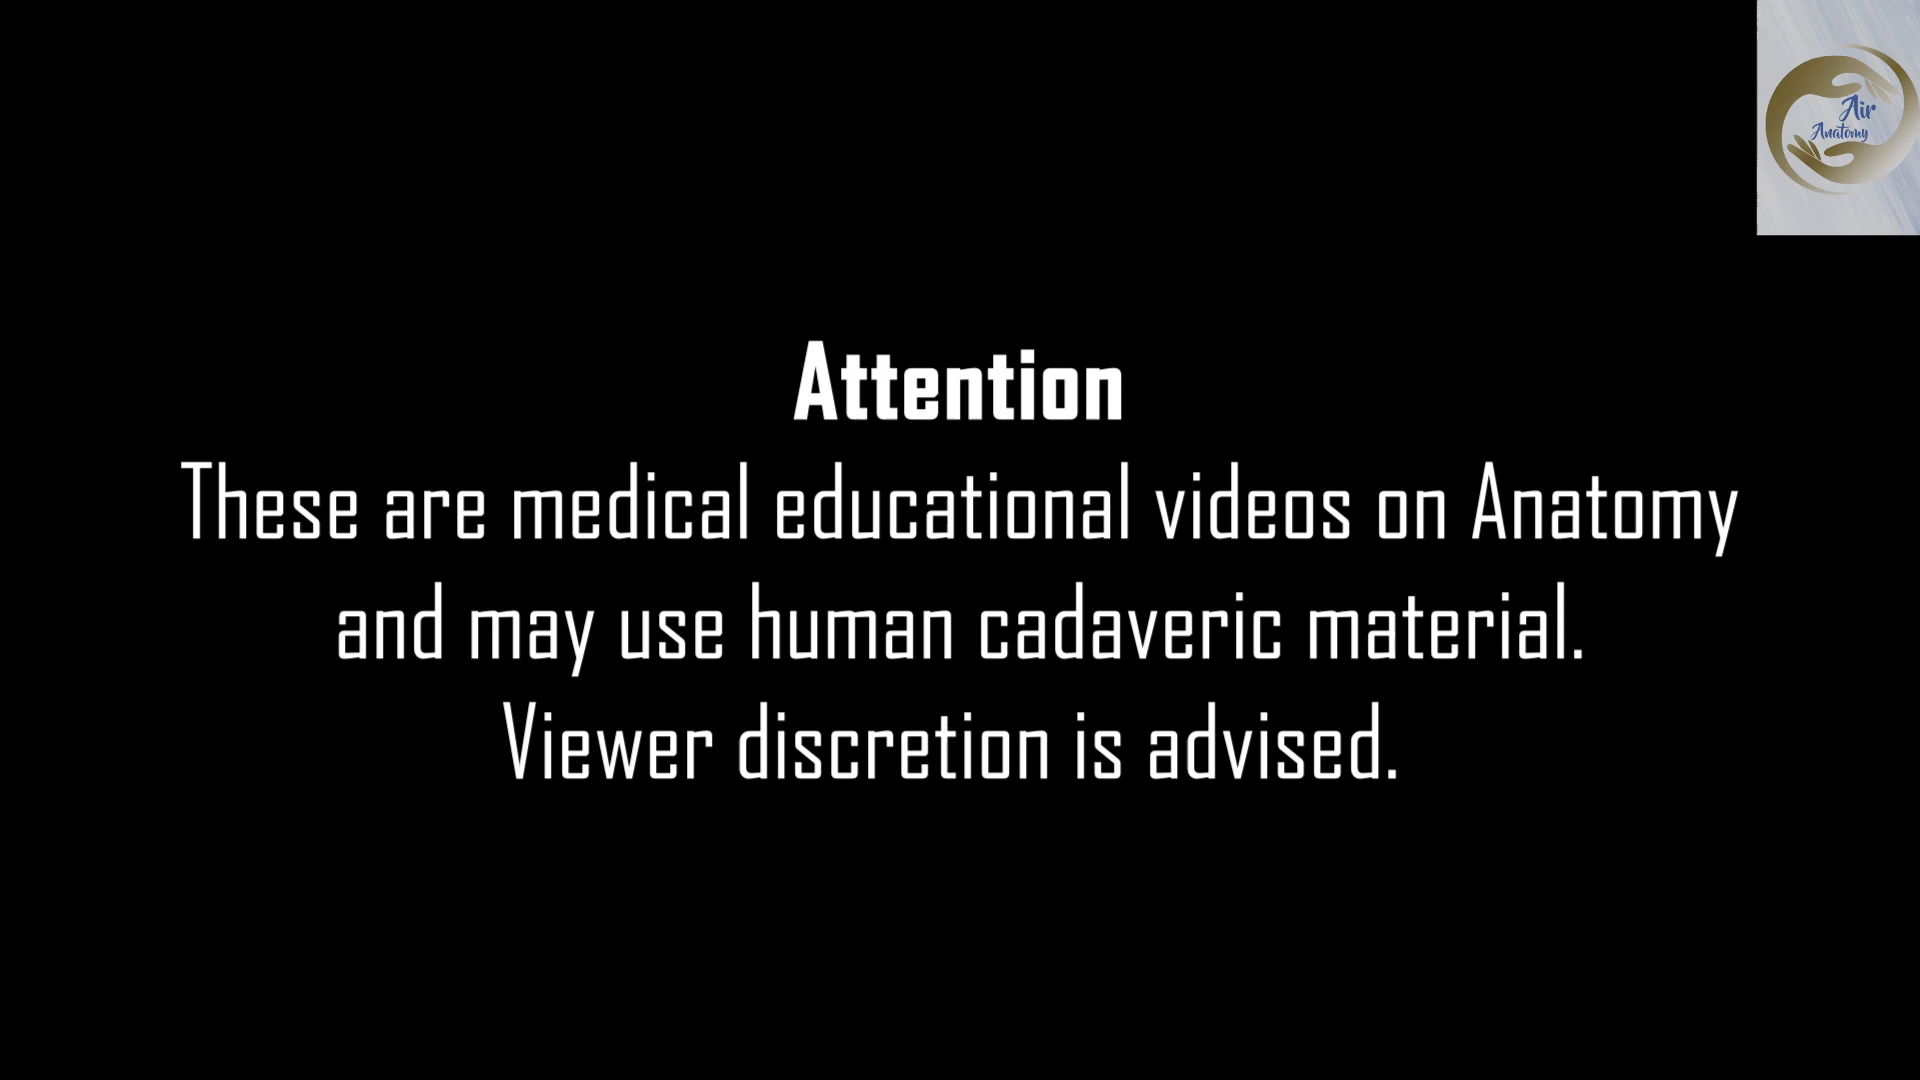 Air
Anatomy
Attention
These are medical educational videos on Anatomy
and may use human cadaveric material.
Viewer discretion is advised.